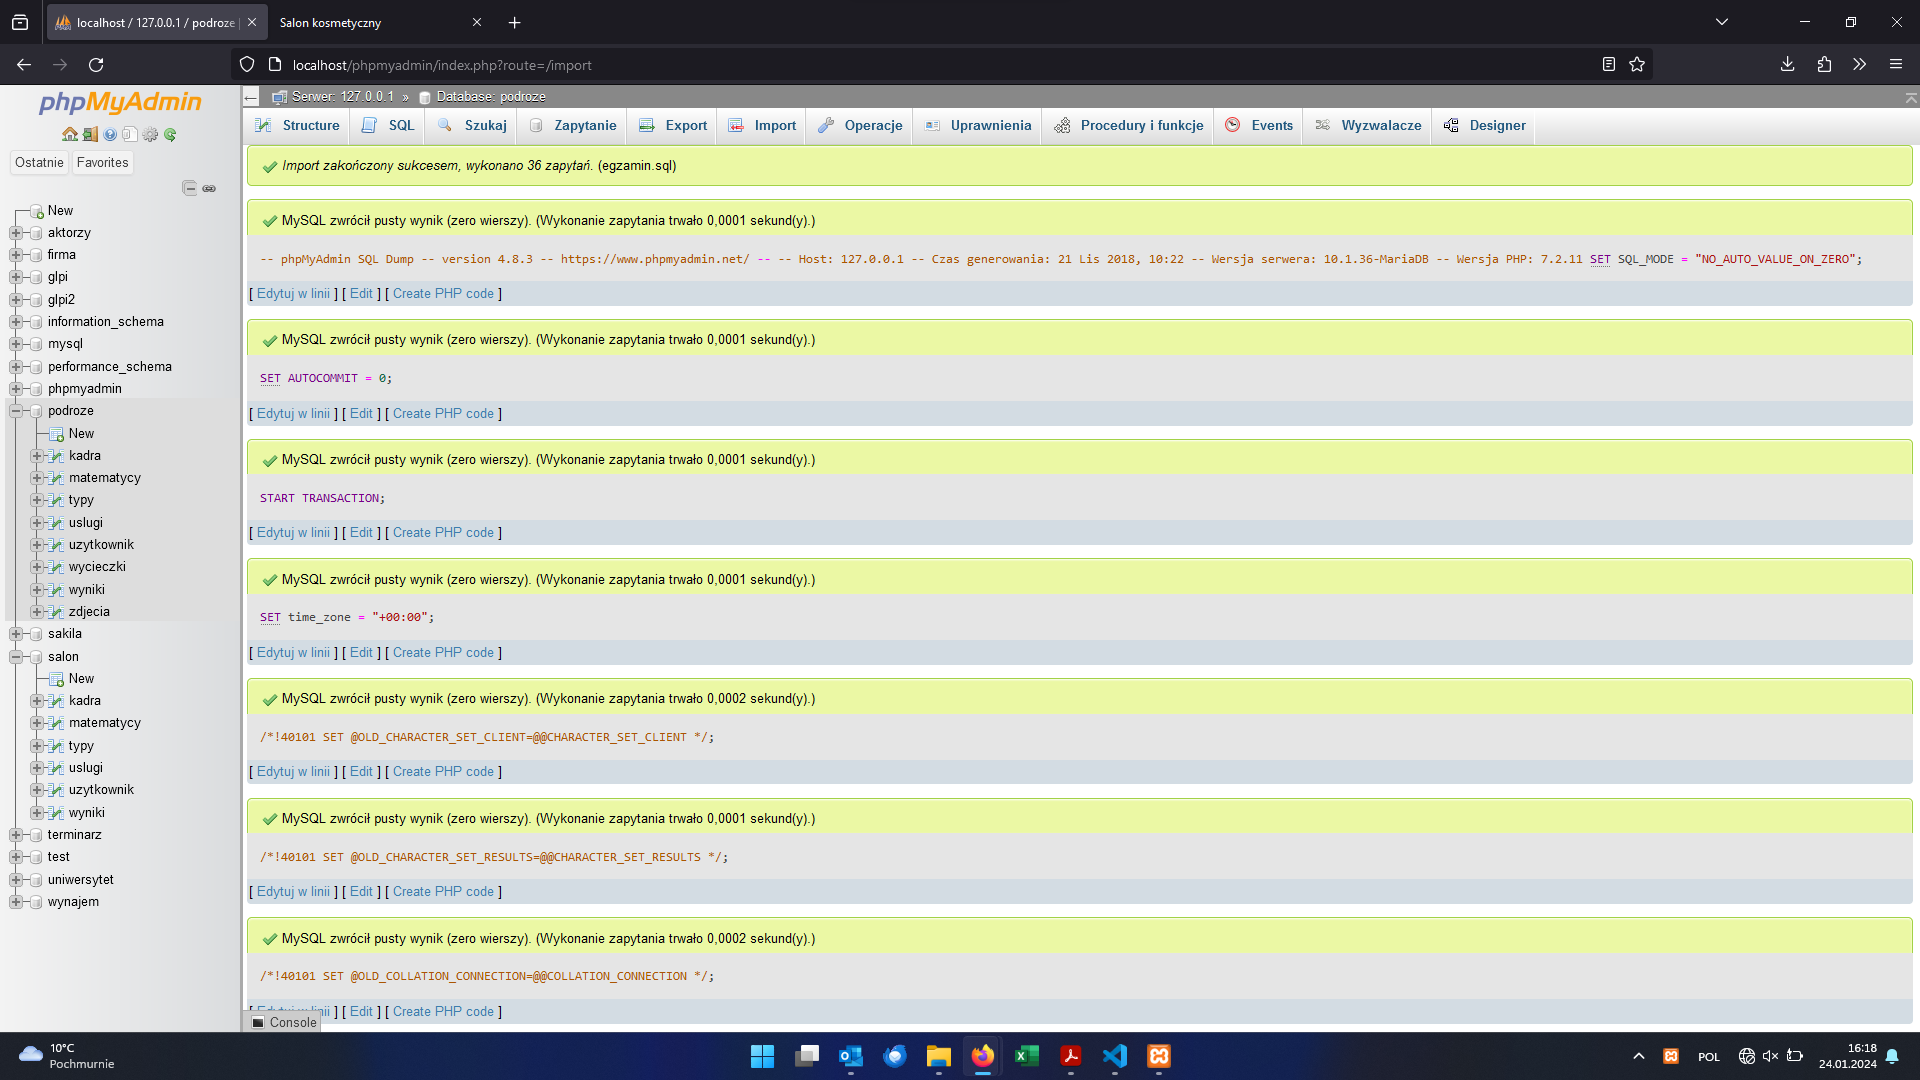 localhost / 127.0.0.1 / podroze
Salon kosmetyczny
localhost/phpmyadmin/index.php?route=/import
phpMyAdmin
Ostatnie
Favorites
New
aktorzy
firma
glpi
glpi2
information_schema
mysql
performance_schema
phpmyadmin
podroze
New
kadra
matematycy
typy
uslugi
uzytkownik
wycieczki
wyniki
zdjecia
sakila
salon
New
kadra
matematycy
typy
uslugi
uzytkownik
wyniki
terminarz
test
uniwersytet
wynajem
Serwer: 127.0.0.1 » Database: podroze
Structure SQL Szukaj Zapytanie Export Import Operacje Uprawnienia Procedury i funkcje Events Wyzwalacze Designer
Import zakończony sukcesem, wykonano 36 zapytań. (egzamin.sql)
MySQL zwrócił pusty wynik (zero wierszy). (Wykonanie zapytania trwało 0,0001 sekund(y).)
-- phpMyAdmin SQL Dump -- version 4.8.3 -- https://www.phpmyadmin.net/ -- -- Host: 127.0.0.1 -- Czas generowania: 21 Lis 2018, 10:22 -- Wersja serwera: 10.1.36-MariaDB -- Wersja PHP: 7.2.11 SET SQL_MODE = "NO_AUTO_VALUE_ON_ZERO";
[ Edytuj w linii ] [ Edit ] [ Create PHP code ]
MySQL zwrócił pusty wynik (zero wierszy). (Wykonanie zapytania trwało 0,0001 sekund(y).)
SET AUTOCOMMIT = 0;
[ Edytuj w linii ] [ Edit ] [ Create PHP code ]
MySQL zwrócił pusty wynik (zero wierszy). (Wykonanie zapytania trwało 0,0001 sekund(y).)
START TRANSACTION;
[ Edytuj w linii ] [ Edit ] [ Create PHP code ]
MySQL zwrócił pusty wynik (zero wierszy). (Wykonanie zapytania trwało 0,0001 sekund(y).)
SET time_zone = "+00:00";
[ Edytuj w linii ] [ Edit ] [ Create PHP code ]
MySQL zwrócił pusty wynik (zero wierszy). (Wykonanie zapytania trwało 0,0002 sekund(y).)
/*!40101 SET @OLD_CHARACTER_SET_CLIENT=@@CHARACTER_SET_CLIENT */;
[ Edytuj w linii ] [ Edit ] [ Create PHP code ]
MySQL zwrócił pusty wynik (zero wierszy). (Wykonanie zapytania trwało 0,0001 sekund(y).)
/*!40101 SET @OLD_CHARACTER_SET_RESULTS=@@CHARACTER_SET_RESULTS */;
[ Edytuj w linii ] [ Edit ] [ Create PHP code ]
MySQL zwrócił pusty wynik (zero wierszy). (Wykonanie zapytania trwało 0,0002 sekund(y).)
/*!40101 SET @OLD_COLLATION_CONNECTION=@@COLLATION_CONNECTION */;
[ Edytuj w linii ] [ Edit ] [ Create PHP code ]
Console
10°C
Pochmurnie
POL
16:18
24.01.2024